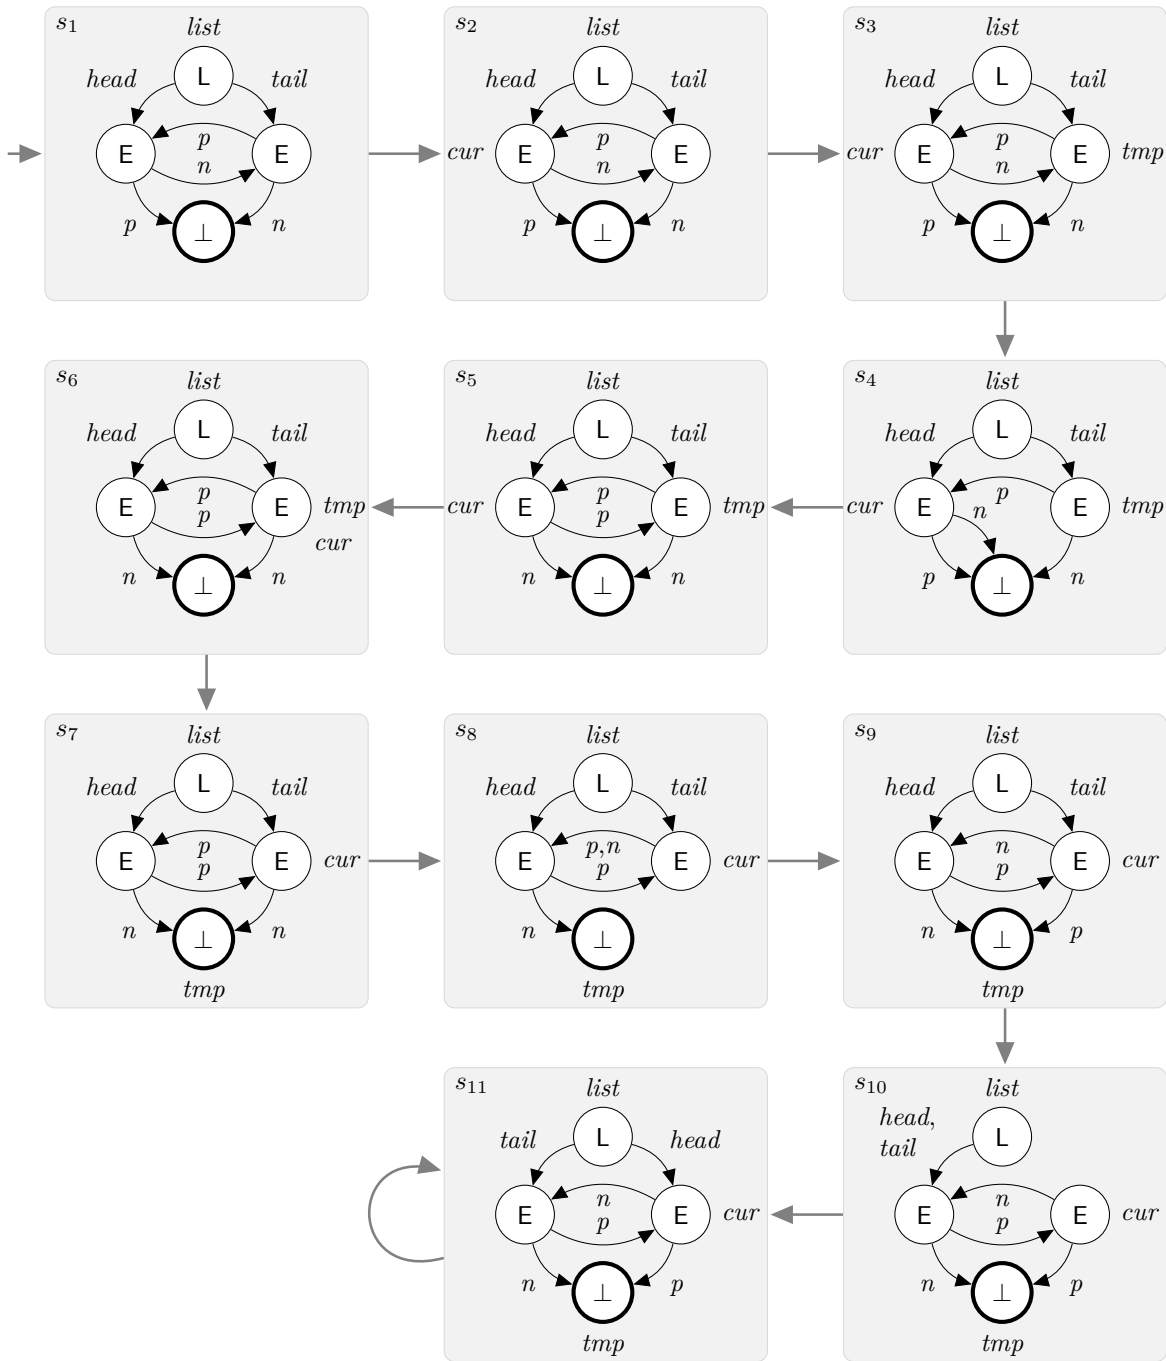 s1 list s2 list s3 list
head L tail head L tail head L tail
E p E cur E p E cur E p E tmp
n n n
p ⊥ n p ⊥ n p ⊥ n
s6 list s5 list s4 list
head L tail head L tail head L tail
E p E tmp cur E p E tmp cur E p E tmp
p p n
cur
n ⊥ n n ⊥ n p ⊥ n
s7 list s8 list s9 list
head L tail head L tail head L tail
E p E cur E p,n E cur E n E cur
p p p
n ⊥ n n ⊥ n ⊥ p
tmp tmp tmp
s11 list s10 list
tail L head head, L
tail
E n E cur E n E cur
p p
n ⊥ p n ⊥ p
tmp tmp